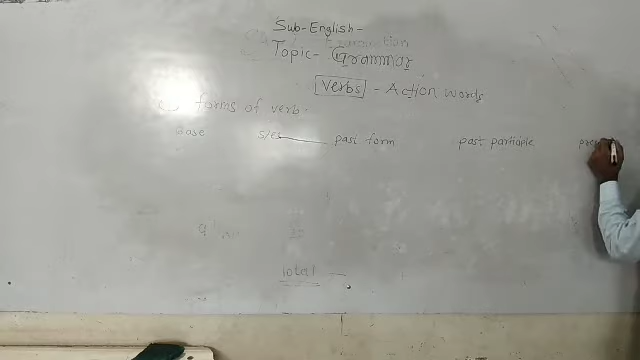 Sub-English-
Topic- Grammar
Verbs - Action words
forms of verb.
Base s/es past form past participle pre
Total